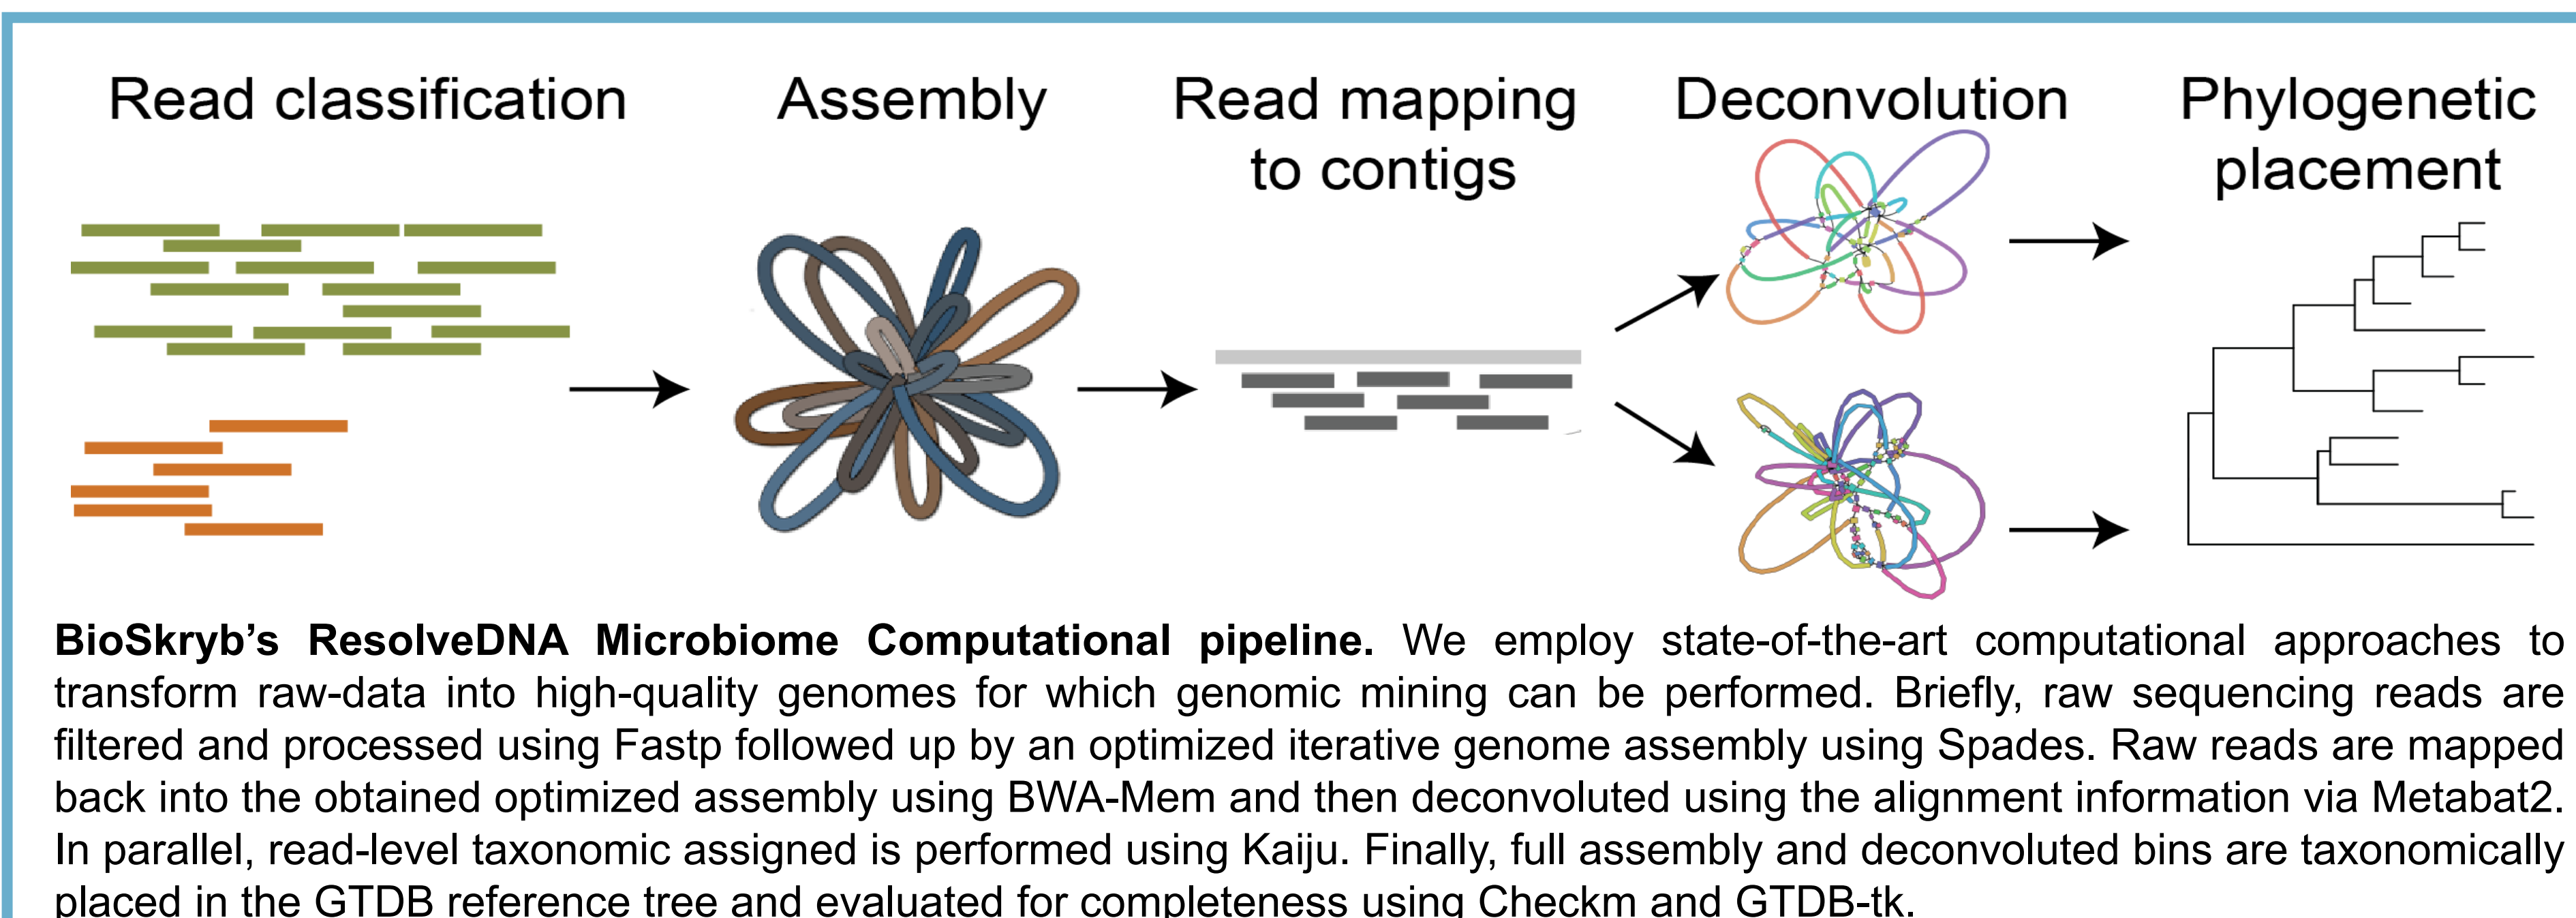 Read classification
Assembly
Read mapping
to contigs
Deconvolution
Phylogenetic
placement
BioSkryb’s ResolveDNA Microbiome Computational pipeline. We employ state-of-the-art computational approaches to
transform raw-data into high-quality genomes for which genomic mining can be performed. Briefly, raw sequencing reads are
filtered and processed using Fastp followed up by an optimized iterative genome assembly using Spades. Raw reads are mapped
back into the obtained optimized assembly using BWA-Mem and then deconvoluted using the alignment information via Metabat2.
In parallel, read-level taxonomic assigned is performed using Kaiju. Finally, full assembly and deconvoluted bins are taxonomically
placed in the GTDB reference tree and evaluated for completeness using Checkm and GTDB-tk.